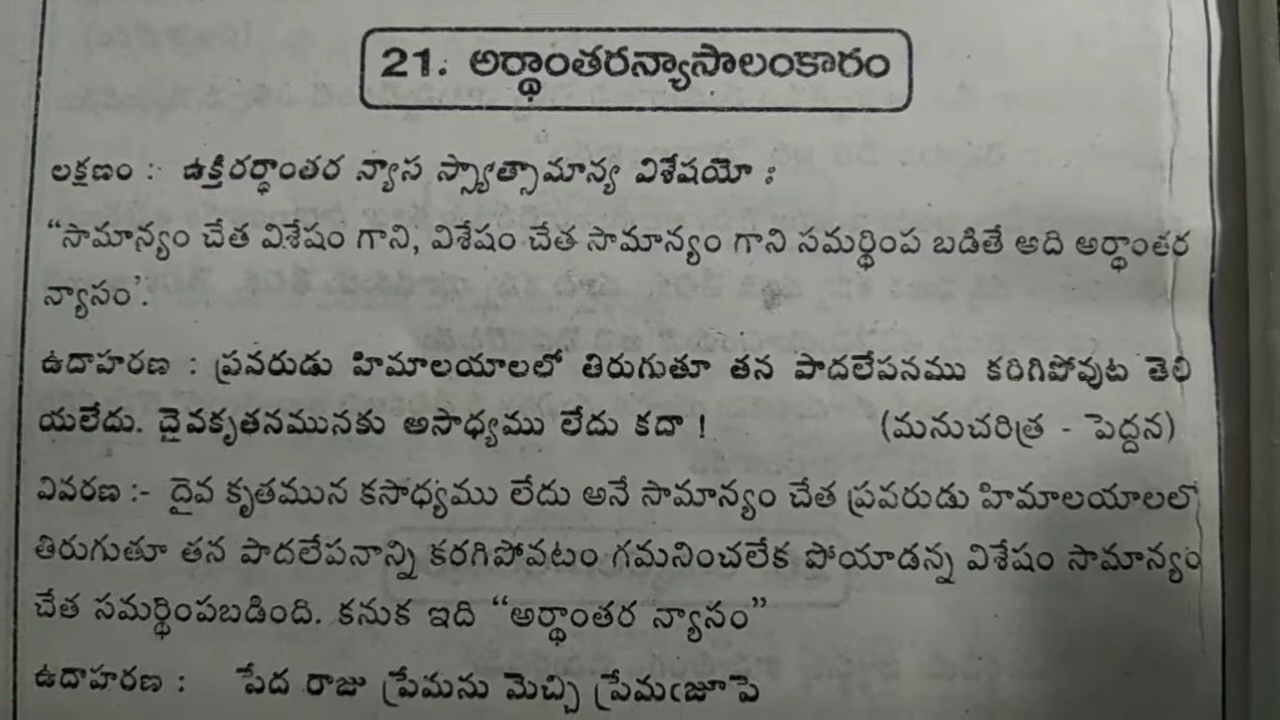 21. అర్థాంతరన్యాసాలంకారం
లక్షణం :- ఉక్తిరర్థాంతర న్యాస స్స్యాత్సామాన్య విశేషయో :
“సామాన్యం చేత విశేషం గాని, విశేషం చేత సామాన్యం గాని సమర్థింప బడితే అది అర్థాంతర
న్యాసం’.
ఉదాహరణ : ప్రవరుడు హిమాలయాలలో తిరుగుతూ తన పాదలేపనము కరిగిపోవుట తెలి
యలేదు. దైవకృతనమునకు అసాధ్యము లేదు కదా ! (మనుచరిత్ర - పెద్దన)
వివరణ :- దైవ కృతమున కసాధ్యము లేదు అనే సామాన్యం చేత ప్రవరుడు హిమాలయాలలో
తిరుగుతూ తన పాదలేపనాన్ని కరగిపోవటం గమనించలేక పోయాడన్న విశేషం సామాన్యం
చేత సమర్థింపబడింది. కనుక ఇది “అర్థాంతర న్యాసం”
ఉదాహరణ : పేద రాజు ప్రేమను మెచ్చి ప్రేమఁజూపె